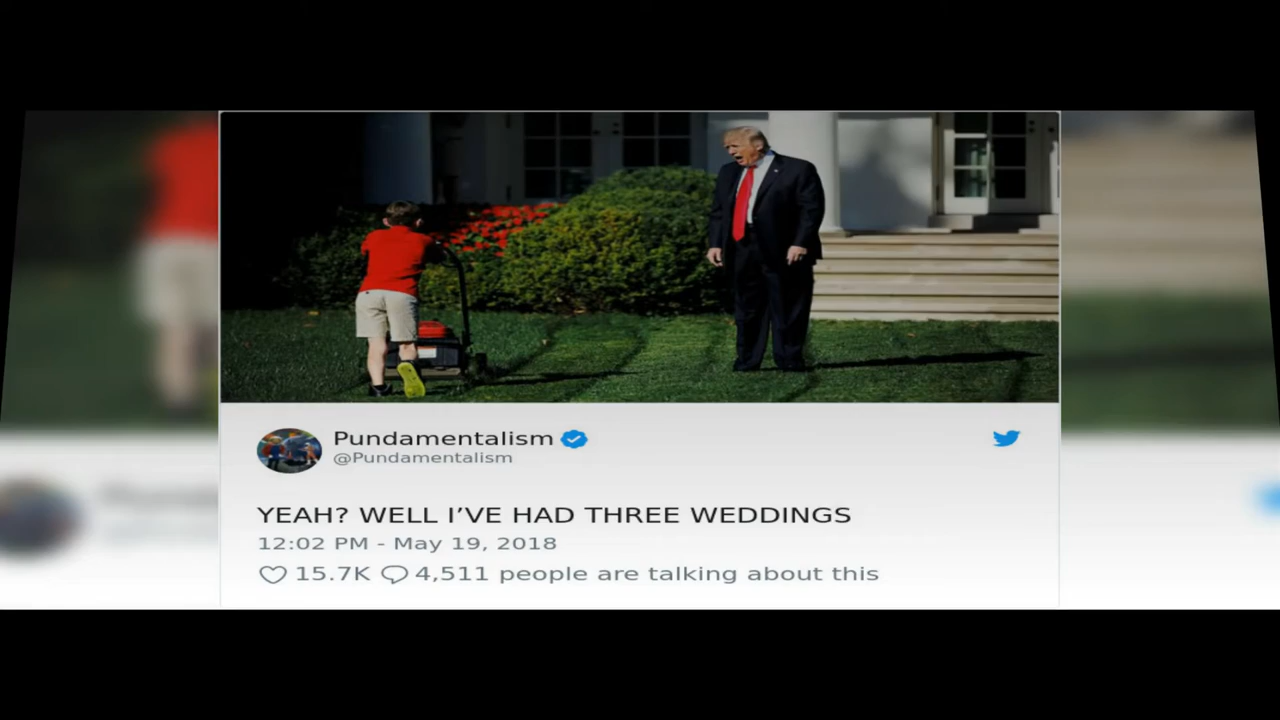 Pundamentalism
@Pundamentalism
YEAH? WELL I’VE HAD THREE WEDDINGS
12:02 PM - May 19, 2018
15.7K 4,511 people are talking about this